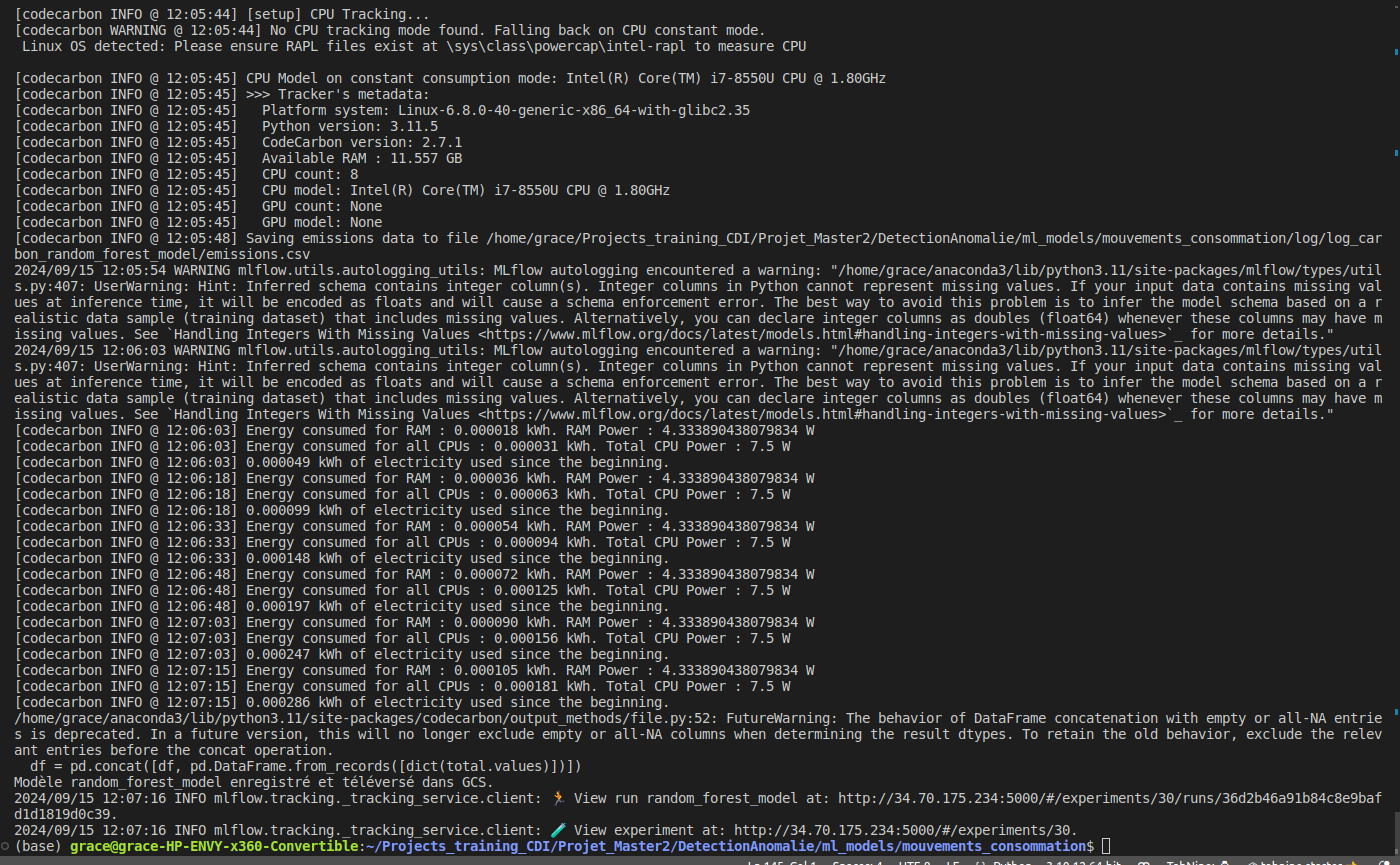 [codecarbon INFO @ 12:05:44] [setup] CPU Tracking...
[codecarbon WARNING @ 12:05:44] No CPU tracking mode found. Falling back on CPU constant mode.
 Linux OS detected: Please ensure RAPL files exist at \sys\class\powercap\intel-rapl to measure CPU
[codecarbon INFO @ 12:05:45] CPU Model on constant consumption mode: Intel(R) Core(TM) i7-8550U CPU @ 1.80GHz
[codecarbon INFO @ 12:05:45] >>> Tracker's metadata:
[codecarbon INFO @ 12:05:45]   Platform system: Linux-6.8.0-40-generic-x86_64-with-glibc2.35
[codecarbon INFO @ 12:05:45]   Python version: 3.11.5
[codecarbon INFO @ 12:05:45]   CodeCarbon version: 2.7.1
[codecarbon INFO @ 12:05:45]   Available RAM : 11.557 GB
[codecarbon INFO @ 12:05:45]   CPU count: 8
[codecarbon INFO @ 12:05:45]   CPU model: Intel(R) Core(TM) i7-8550U CPU @ 1.80GHz
[codecarbon INFO @ 12:05:45]   GPU count: None
[codecarbon INFO @ 12:05:45]   GPU model: None
[codecarbon INFO @ 12:05:48] Saving emissions data to file /home/grace/Projects_training_CDI/Projet_Master2/DetectionAnomalie/ml_models/mouvements_consommation/log/log_car
bon_random_forest_model/emissions.csv
2024/09/15 12:05:54 WARNING mlflow.utils.autologging_utils: MLflow autologging encountered a warning: "/home/grace/anaconda3/lib/python3.11/site-packages/mlflow/types/util
s.py:407: UserWarning: Hint: Inferred schema contains integer column(s). Integer columns in Python cannot represent missing values. If your input data contains missing val
ues at inference time, it will be encoded as floats and will cause a schema enforcement error. The best way to avoid this problem is to infer the model schema based on a r
ealistic data sample (training dataset) that includes missing values. Alternatively, you can declare integer columns as doubles (float64) whenever these columns may have m
issing values. See `Handling Integers With Missing Values <https://www.mlflow.org/docs/latest/models.html#handling-integers-with-missing-values>`_ for more details."
2024/09/15 12:06:03 WARNING mlflow.utils.autologging_utils: MLflow autologging encountered a warning: "/home/grace/anaconda3/lib/python3.11/site-packages/mlflow/types/util
s.py:407: UserWarning: Hint: Inferred schema contains integer column(s). Integer columns in Python cannot represent missing values. If your input data contains missing val
ues at inference time, it will be encoded as floats and will cause a schema enforcement error. The best way to avoid this problem is to infer the model schema based on a r
ealistic data sample (training dataset) that includes missing values. Alternatively, you can declare integer columns as doubles (float64) whenever these columns may have m
issing values. See `Handling Integers With Missing Values <https://www.mlflow.org/docs/latest/models.html#handling-integers-with-missing-values>`_ for more details."
[codecarbon INFO @ 12:06:03] Energy consumed for RAM : 0.000018 kWh. RAM Power : 4.333890438079834 W
[codecarbon INFO @ 12:06:03] Energy consumed for all CPUs : 0.000031 kWh. Total CPU Power : 7.5 W
[codecarbon INFO @ 12:06:03] 0.000049 kWh of electricity used since the beginning.
[codecarbon INFO @ 12:06:18] Energy consumed for RAM : 0.000036 kWh. RAM Power : 4.333890438079834 W
[codecarbon INFO @ 12:06:18] Energy consumed for all CPUs : 0.000063 kWh. Total CPU Power : 7.5 W
[codecarbon INFO @ 12:06:18] 0.000099 kWh of electricity used since the beginning.
[codecarbon INFO @ 12:06:33] Energy consumed for RAM : 0.000054 kWh. RAM Power : 4.333890438079834 W
[codecarbon INFO @ 12:06:33] Energy consumed for all CPUs : 0.000094 kWh. Total CPU Power : 7.5 W
[codecarbon INFO @ 12:06:33] 0.000148 kWh of electricity used since the beginning.
[codecarbon INFO @ 12:06:48] Energy consumed for RAM : 0.000072 kWh. RAM Power : 4.333890438079834 W
[codecarbon INFO @ 12:06:48] Energy consumed for all CPUs : 0.000125 kWh. Total CPU Power : 7.5 W
[codecarbon INFO @ 12:06:48] 0.000197 kWh of electricity used since the beginning.
[codecarbon INFO @ 12:07:03] Energy consumed for RAM : 0.000090 kWh. RAM Power : 4.333890438079834 W
[codecarbon INFO @ 12:07:03] Energy consumed for all CPUs : 0.000156 kWh. Total CPU Power : 7.5 W
[codecarbon INFO @ 12:07:03] 0.000247 kWh of electricity used since the beginning.
[codecarbon INFO @ 12:07:15] Energy consumed for RAM : 0.000105 kWh. RAM Power : 4.333890438079834 W
[codecarbon INFO @ 12:07:15] Energy consumed for all CPUs : 0.000181 kWh. Total CPU Power : 7.5 W
[codecarbon INFO @ 12:07:15] 0.000286 kWh of electricity used since the beginning.
/home/grace/anaconda3/lib/python3.11/site-packages/codecarbon/output_methods/file.py:52: FutureWarning: The behavior of DataFrame concatenation with empty or all-NA entrie
s is deprecated. In a future version, this will no longer exclude empty or all-NA columns when determining the result dtypes. To retain the old behavior, exclude the relev
ant entries before the concat operation.
  df = pd.concat([df, pd.DataFrame.from_records([dict(total.values)])])
Modèle random_forest_model enregistré et téléversé dans GCS.
2024/09/15 12:07:16 INFO mlflow.tracking._tracking_service.client: 🏃 View run random_forest_model at: http://34.70.175.234:5000/#/experiments/30/runs/36d2b46a91b84c8e9baf
d1d1819d0c39.
2024/09/15 12:07:16 INFO mlflow.tracking._tracking_service.client: 🧪 View experiment at: http://34.70.175.234:5000/#/experiments/30.
(base) grace@grace-HP-ENVY-x360-Convertible:~/Projects_training_CDI/Projet_Master2/DetectionAnomalie/ml_models/mouvements_consommation$